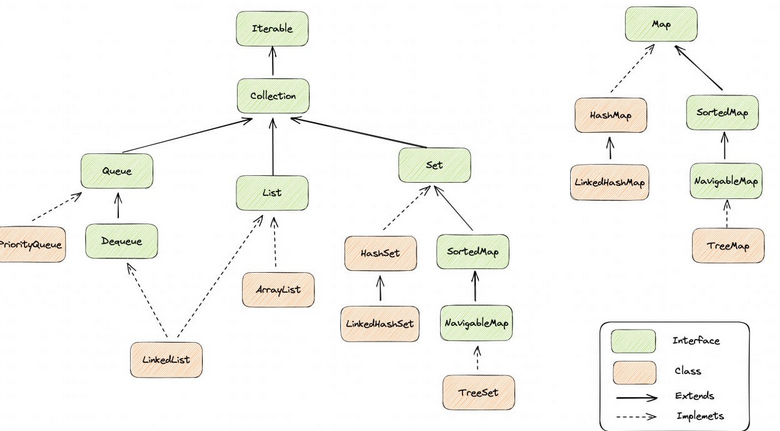 Iterable
Map
Collection
HashMap
SortedMap
Queue
List
Set
LinkedHashMap
NavigableMap
PriorityQueue
Dequeue
HashSet
SortedMap
TreeMap
ArrayList
LinkedHashSet
NavigableMap
LinkedList
TreeSet
Interface
Class
Extends
Implemets